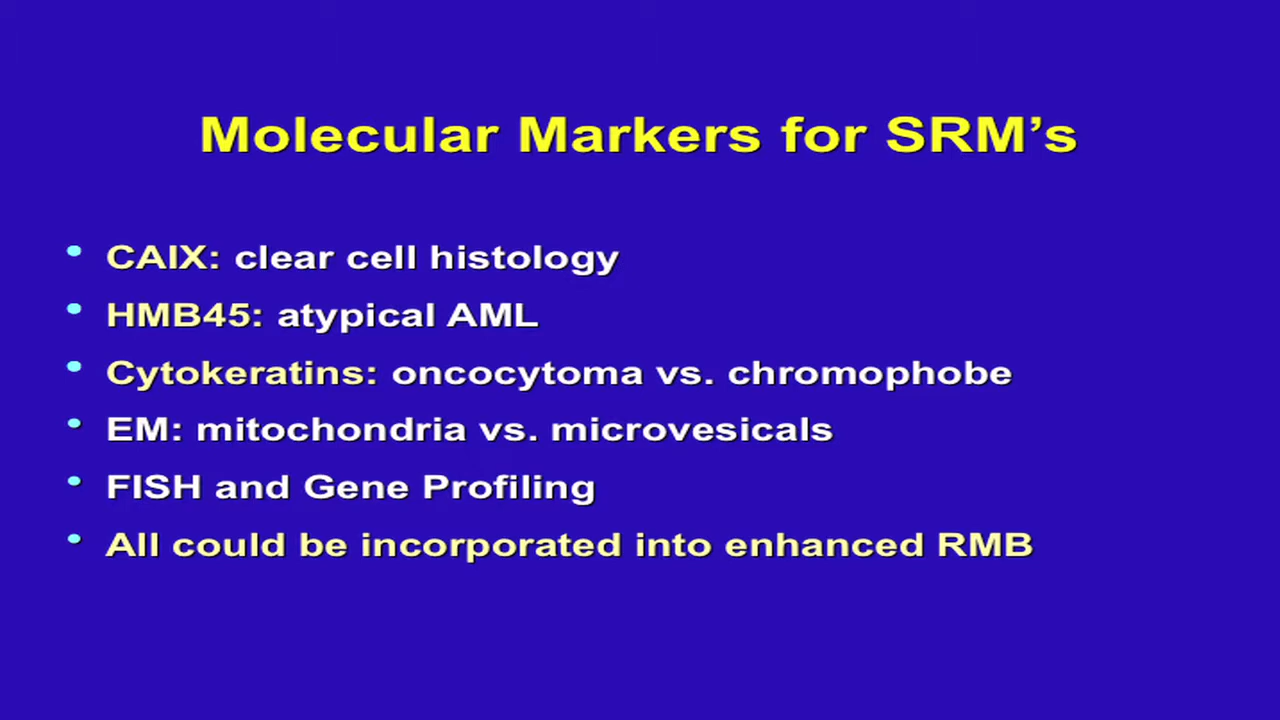 Molecular Markers for SRM’s
• CAIX: clear cell histology
• HMB45: atypical AML
• Cytokeratins: oncocytoma vs. chromophobe
• EM: mitochondria vs. microvesicals
• FISH and Gene Profiling
• All could be incorporated into enhanced RMB